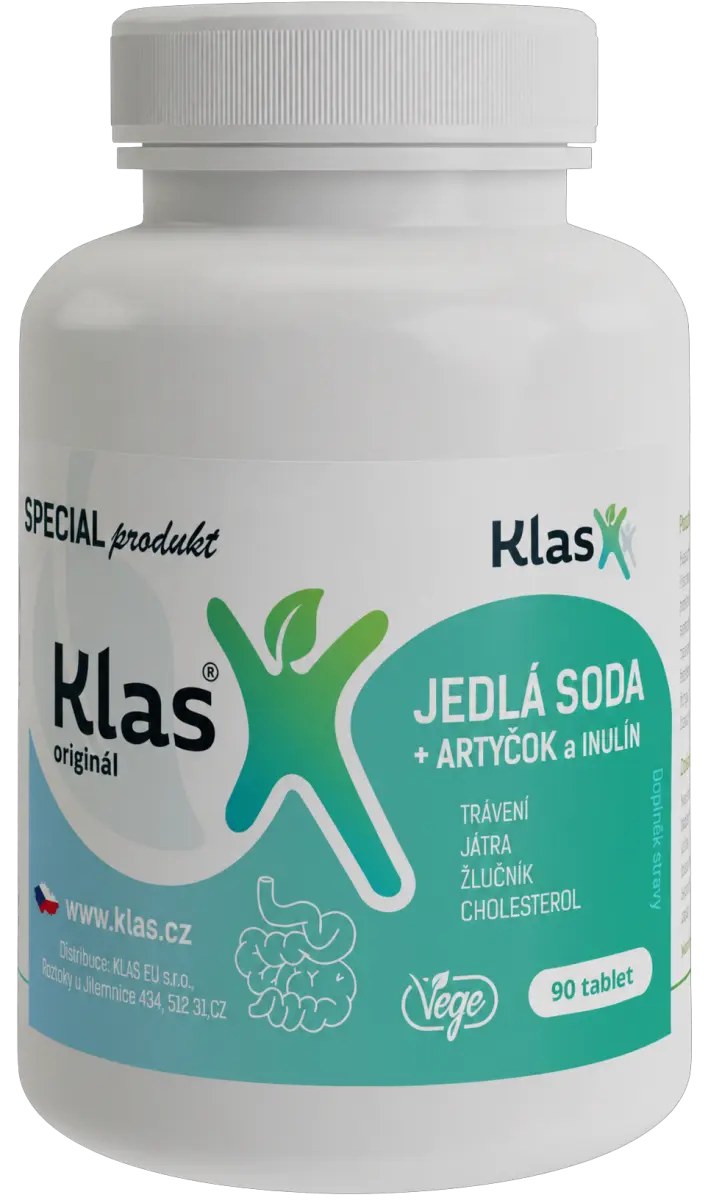 SPECIAL produkt
Klas
Klas®
originál
JEDLÁ SODA
+ ARTYČOK a INULÍN
TRÁVENÍ
JÁTRA
ŽLUČNÍK
CHOLESTEROL
Doplněk stravy
www.klas.cz
Distribuce: KLAS EU s.r.o.,
Roztoky u Jilemnice 434, 512 31,CZ
Vege
90 tablet